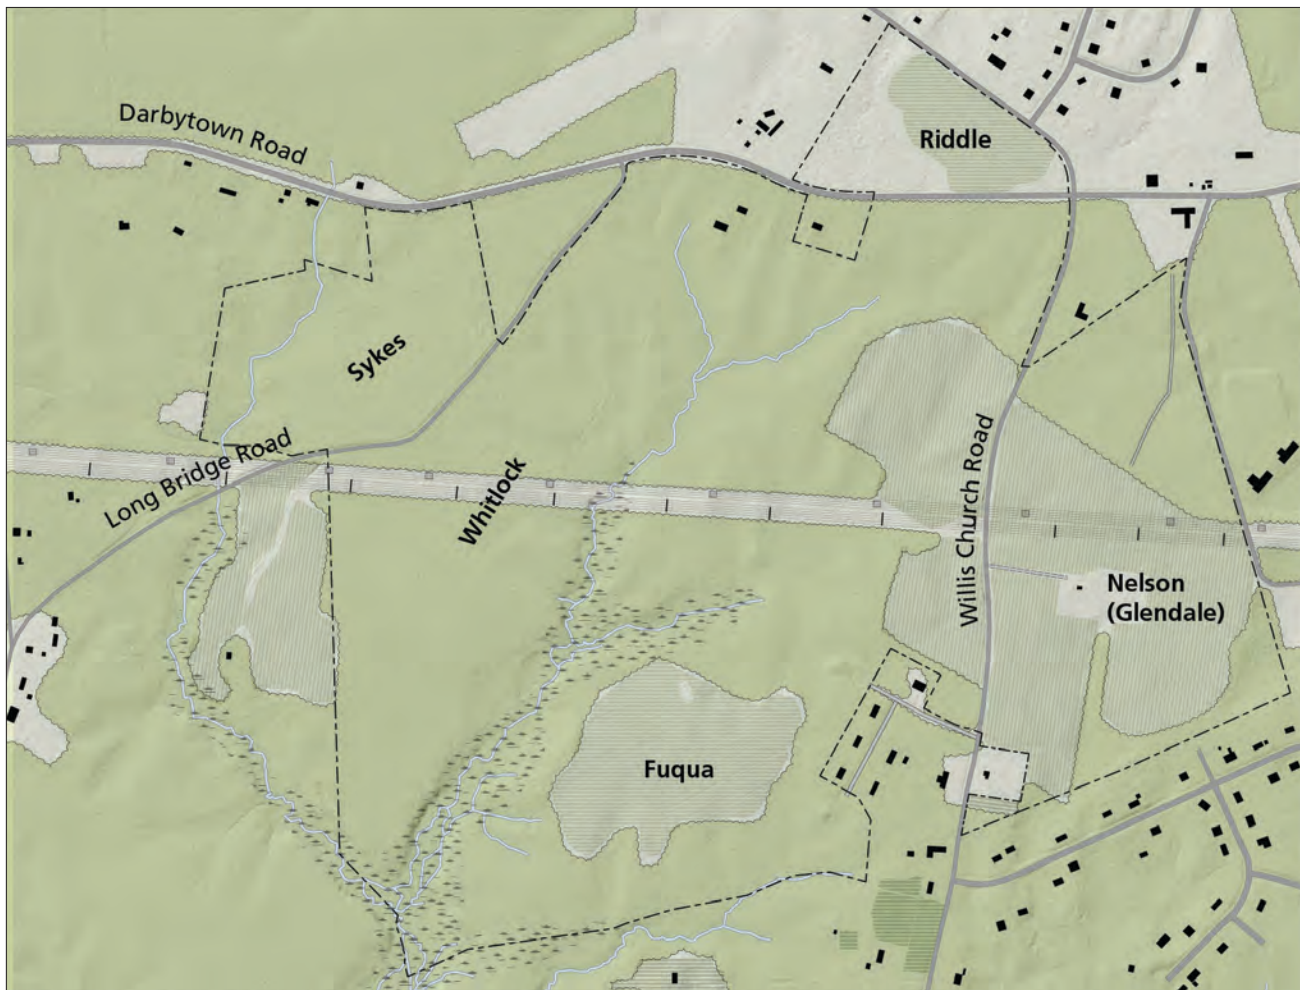 Darbytown Road
Riddle
Sykes
Long Bridge Road
Whitlock
Willis Church Road
Nelson
(Glendale)
Fuqua